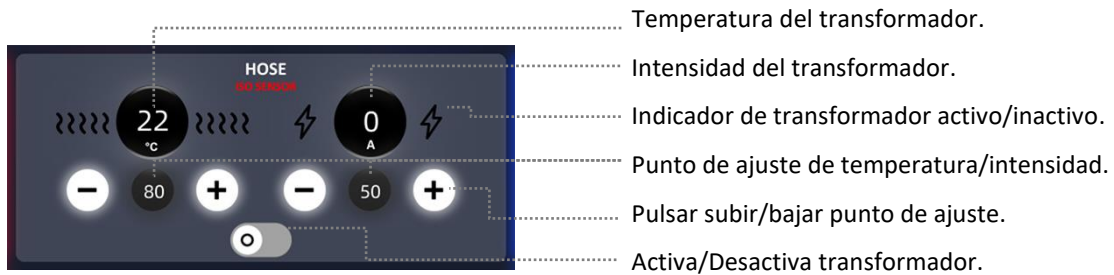 Temperatura del transformador.
Intensidad del transformador.
Indicador de transformador activo/inactivo.
Punto de ajuste de temperatura/intensidad.
Pulsar subir/bajar punto de ajuste.
Activa/Desactiva transformador.
HOSE
NO SENSOR
22 0
°C A
− 80 + − 50 +